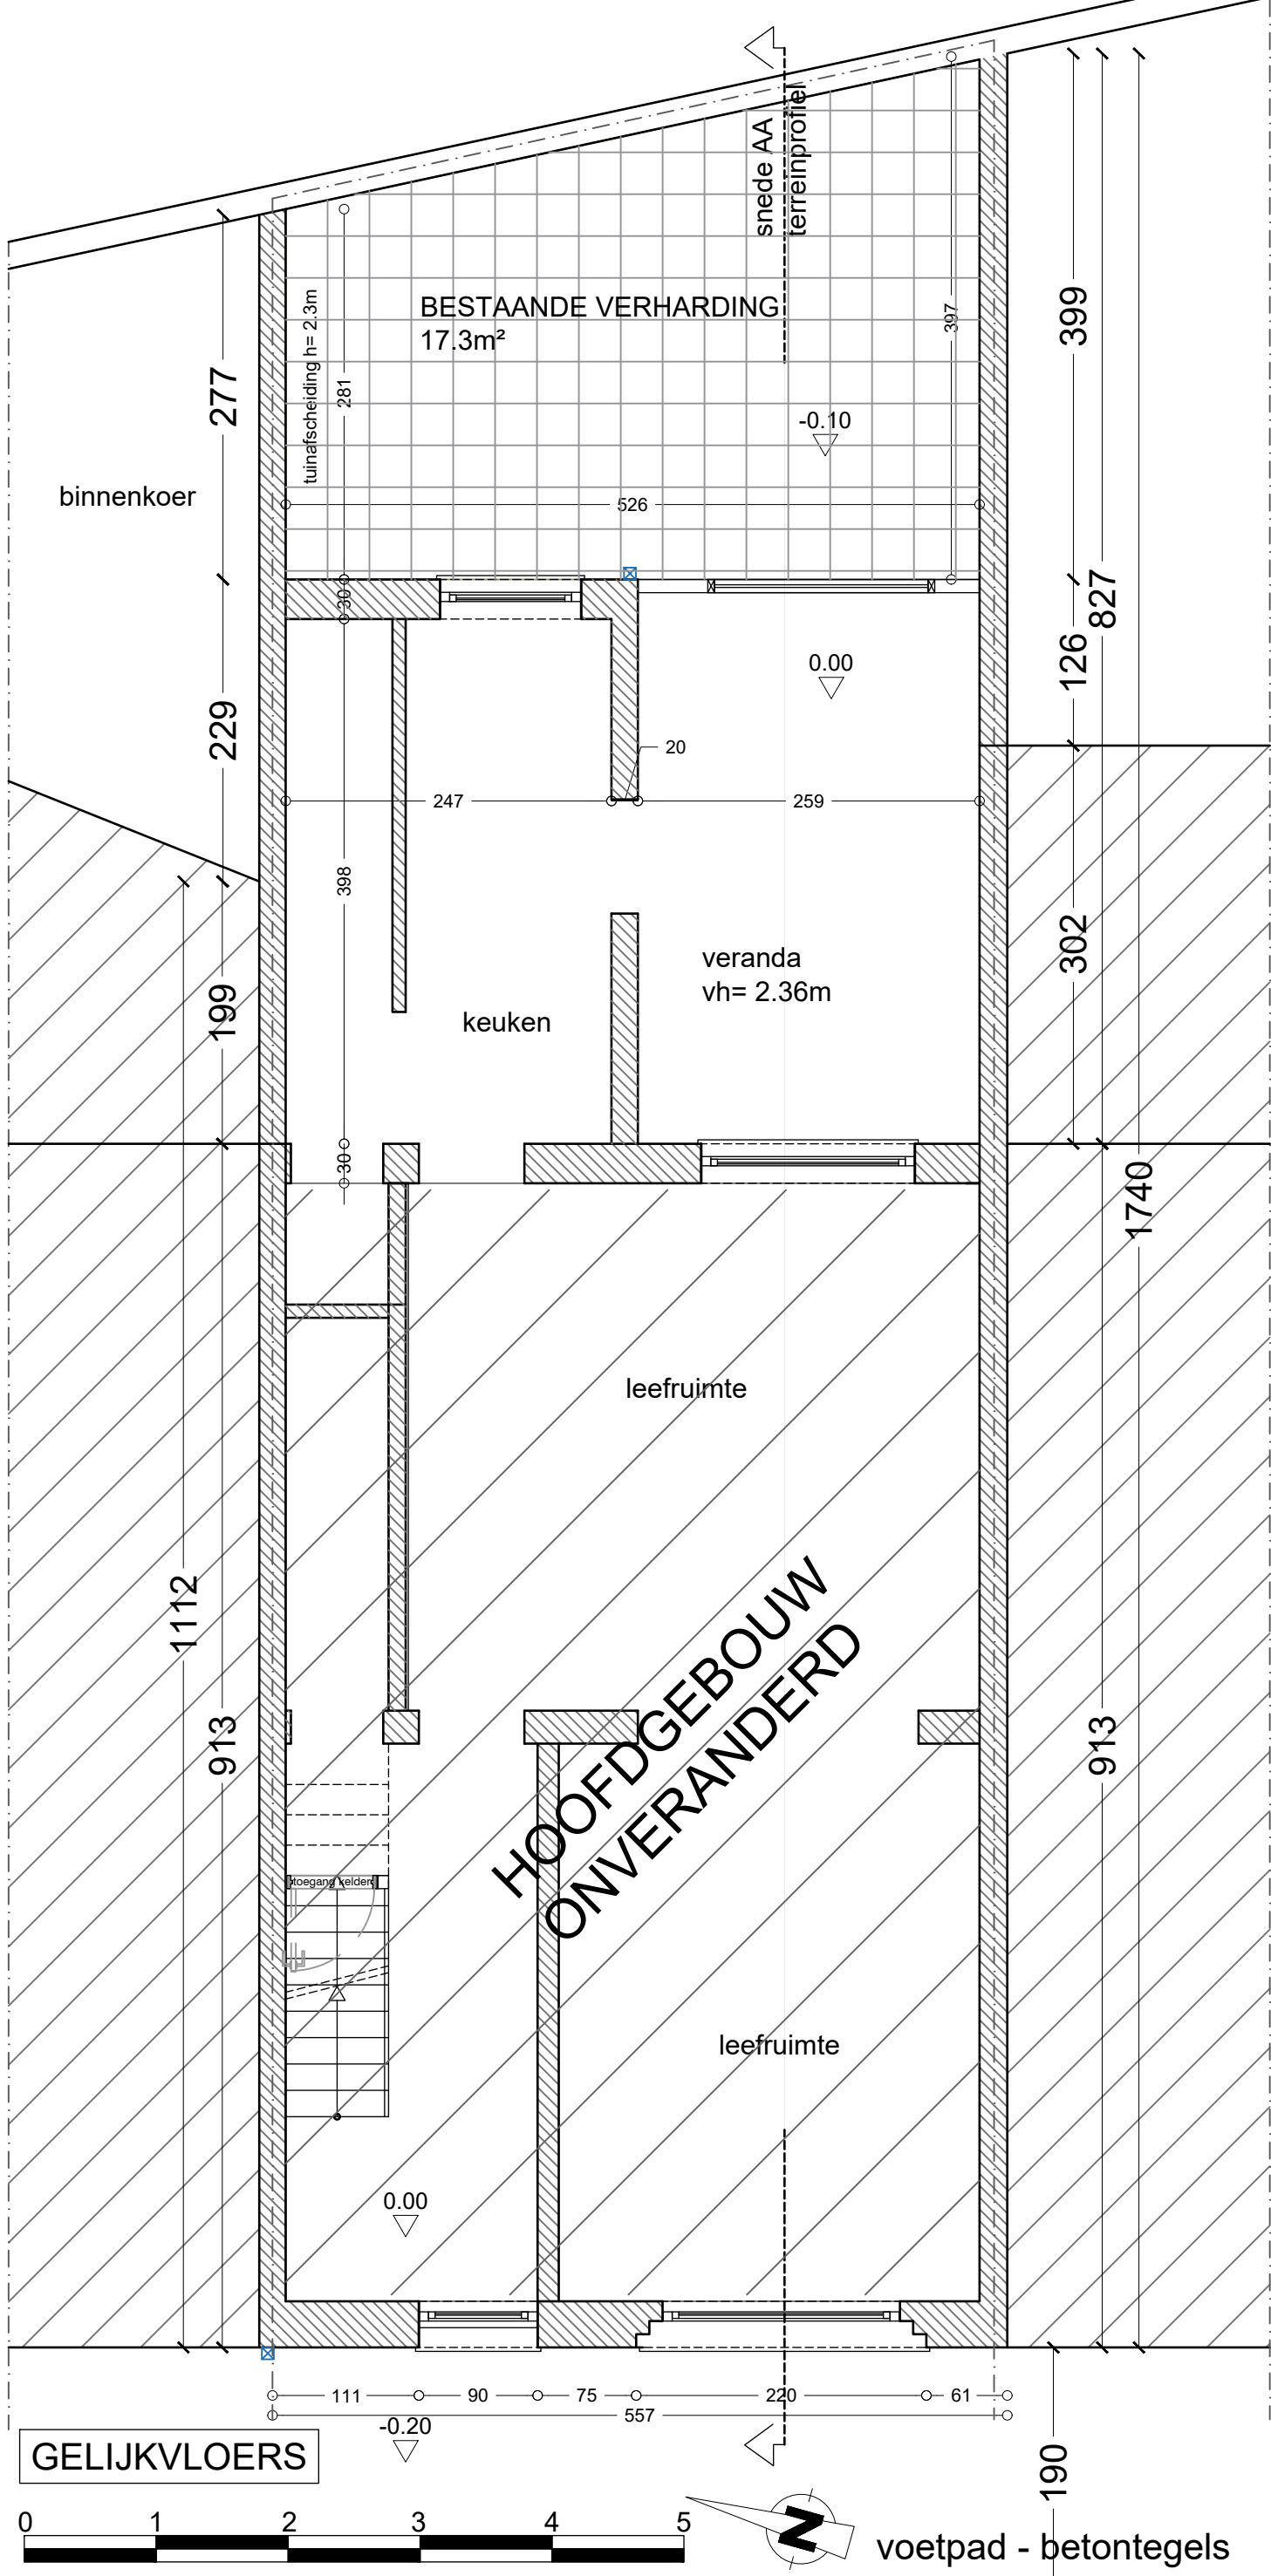 snede AA
terreinprofiel
BESTAANDE VERHARDING
17.3m²
tuinafscheiding h= 2.3m
281
397
399
277
-0.10
binnenkoer
526
827
30
126
0.00
229
20
247
259
398
302
veranda
vh= 2.36m
199
keuken
30
1740
leefruimte
1112
HOOFDGEBOUW
ONVERANDERD
913
913
toegang kelder
leefruimte
0.00
111
90
75
220
61
557
-0.20
GELIJKVLOERS
190
0 1 2 3 4 5
N
voetpad - betontegels